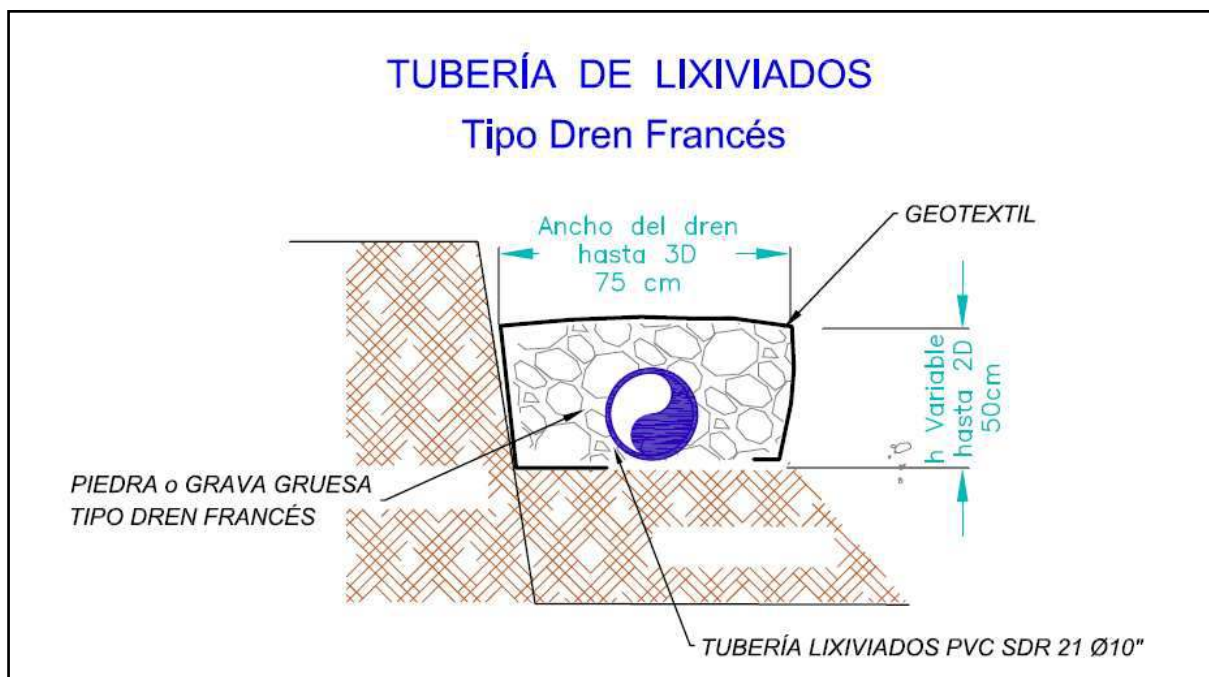 TUBERÍA DE LIXIVIADOS
Tipo Dren Francés
GEOTEXTIL
Ancho del dren
hasta 3D
75 cm
h Variable
hasta 2D
50cm
PIEDRA o GRAVA GRUESA
TIPO DREN FRANCÉS
TUBERÍA LIXIVIADOS PVC SDR 21 Ø10"